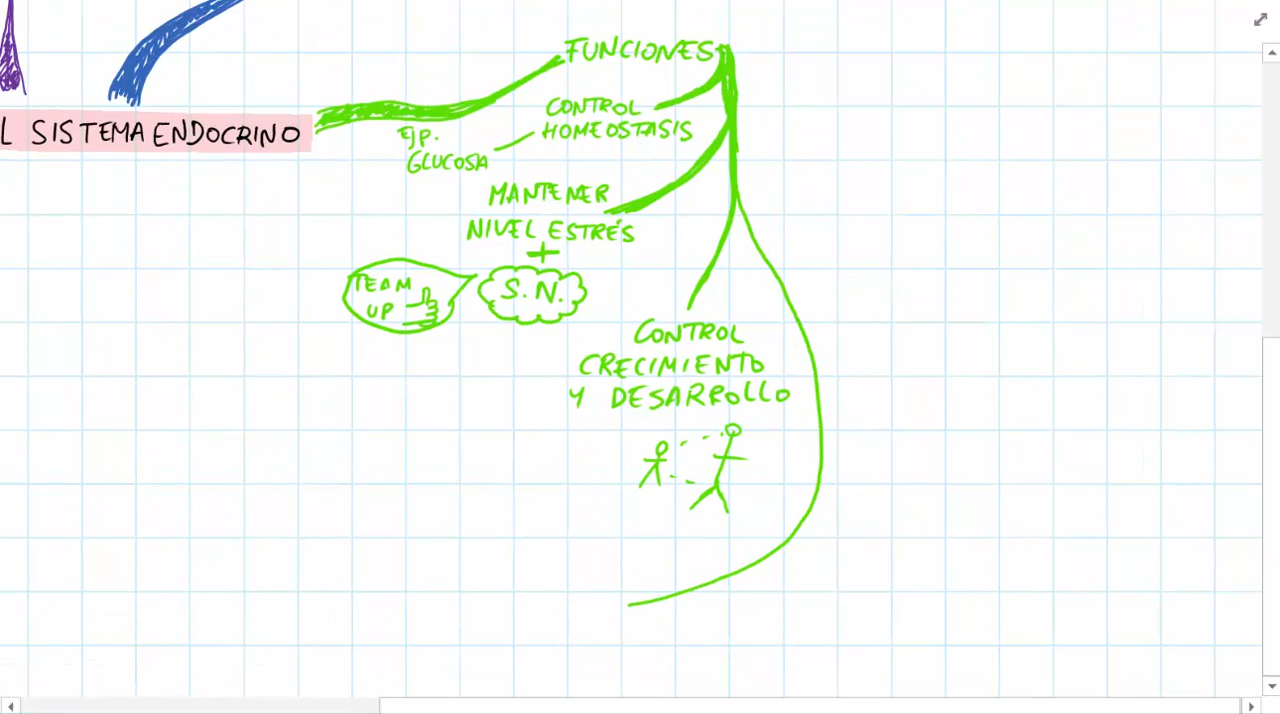 L SISTEMA ENDOCRINO
FUNCIONES
CONTROL
HOMEOSTASIS
EJP.
GLUCOSA
MANTENER
NIVEL ESTRÉS
+
S.N.
TEAM
UP
CONTROL
CRECIMIENTO
Y DESARROLLO